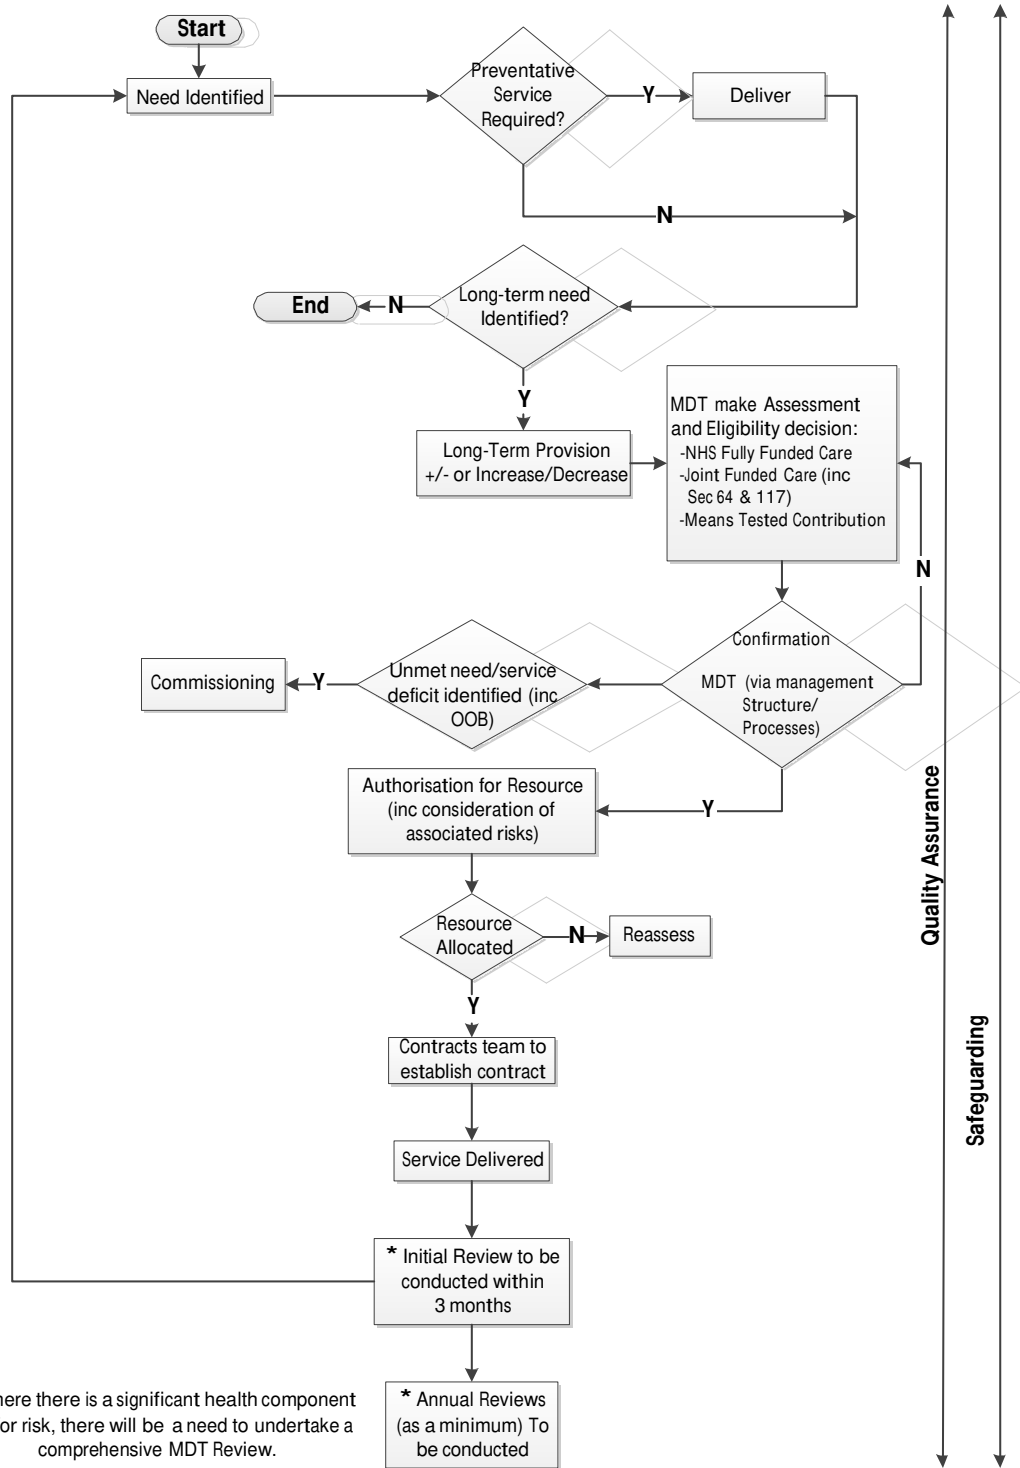 Start
Need Identified
Preventative
Service
Required?
Y
Deliver
N
Long-term need
Identified?
N
End
Y
Long-Term Provision
+/- or Increase/Decrease
MDT make Assessment
and Eligibility decision:
-NHS Fully Funded Care
-Joint Funded Care (inc
Sec 64 & 117)
-Means Tested Contribution
N
Confirmation
MDT (via management
Structure/
Processes)
Unmet need/service
deficit identified (inc
OOB)
Y
Commissioning
Y
Authorisation for Resource
(inc consideration of
associated risks)
Resource
Allocated
N
Reassess
Y
Contracts team to
establish contract
Service Delivered
* Initial Review to be
conducted within
3 months
* Annual Reviews
(as a minimum) To
be conducted
there is a significant health component
or risk, there will be a need to undertake a
comprehensive MDT Review.
Quality Assurance
Safeguarding